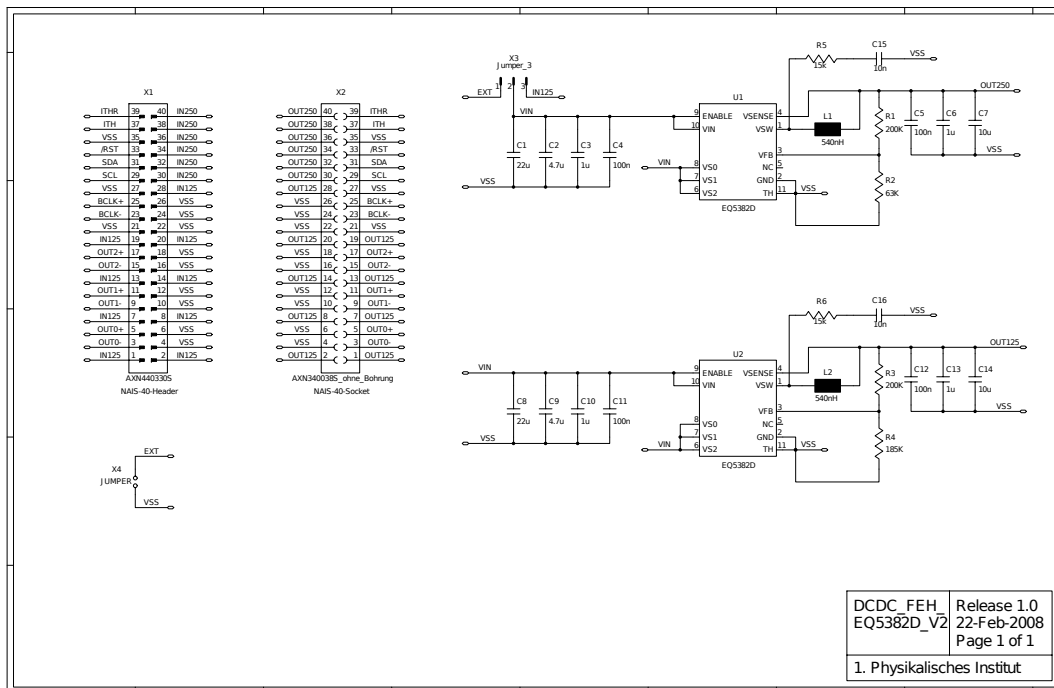 X1
ITHR 39 40 IN250
ITH 37 38 IN250
VSS 35 36 IN250
/RST 33 34 IN250
SDA 31 32 IN250
SCL 29 30 IN250
VSS 27 28 IN125
BCLK+ 25 26 VSS
BCLK- 23 24 VSS
VSS 21 22 VSS
IN125 19 20 IN125
OUT2+ 17 18 VSS
OUT2- 15 16 VSS
IN125 13 14 IN125
OUT1+ 11 12 VSS
OUT1- 9 10 VSS
IN125 7 8 IN125
OUT0+ 5 6 VSS
OUT0- 3 4 VSS
IN125 1 2 IN125
AXN440330S
NAIS-40-Header
X2
OUT250 40 39 ITHR
OUT250 38 37 ITH
OUT250 36 35 VSS
OUT250 34 33 /RST
OUT250 32 31 SDA
OUT250 30 29 SCL
OUT125 28 27 VSS
VSS 26 25 BCLK+
VSS 24 23 BCLK-
VSS 22 21 VSS
OUT125 20 19 OUT125
VSS 18 17 OUT2+
VSS 16 15 OUT2-
OUT125 14 13 OUT125
VSS 12 11 OUT1+
VSS 10 9 OUT1-
OUT125 8 7 OUT125
VSS 6 5 OUT0+
VSS 4 3 OUT0-
OUT125 2 1 OUT125
AXN340038S_ohne_Bohrung
NAIS-40-Socket
X4
JUMPER
EXT
VSS
X3
Jumper_3
1 2 3
EXT
IN125
VIN
C1
22u
C2
4.7u
C3
1u
C4
100n
VSS
VIN
U1
9 ENABLE VSENSE 4
10 VIN VSW 1
VFB 3
8 VS0 NC 5
7 VS1 GND 2
6 VS2 TH 11
EQ5382D
VSS
R5
15k
C15
10n
VSS
L1
540nH
R1
200K
R2
63K
C5
100n
C6
1u
C7
10u
OUT250
VSS
VIN
C8
22u
C9
4.7u
C10
1u
C11
100n
VSS
VIN
U2
9 ENABLE VSENSE 4
10 VIN VSW 1
VFB 3
8 VS0 NC 5
7 VS1 GND 2
6 VS2 TH 11
EQ5382D
VSS
R6
15k
C16
10n
VSS
L2
540nH
R3
200K
R4
185K
C12
100n
C13
1u
C14
10u
OUT125
VSS
DCDC_FEH_
EQ5382D_V2
Release 1.0
22-Feb-2008
Page 1 of 1
1. Physikalisches Institut